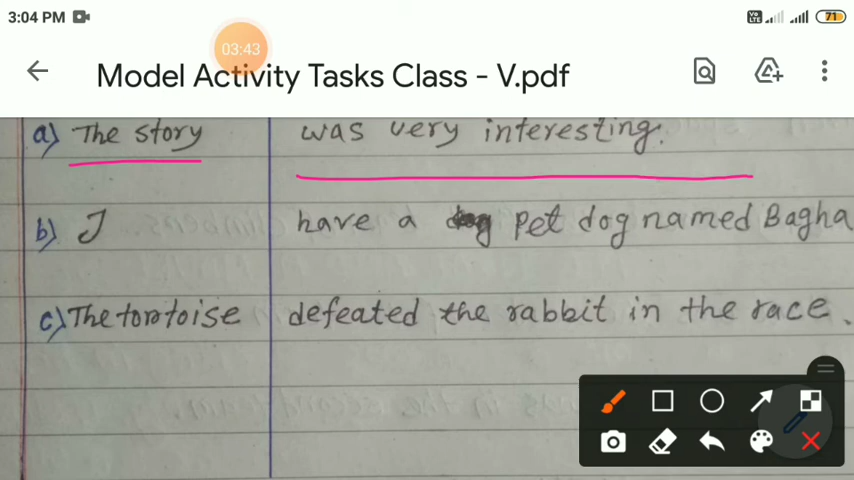 3:04 PM
71
03:43
Model Activity Tasks Class - V.pdf
a) The story was very interesting.
b) I have a pet dog named Bagha
c) The tortoise defeated the rabbit in the race.